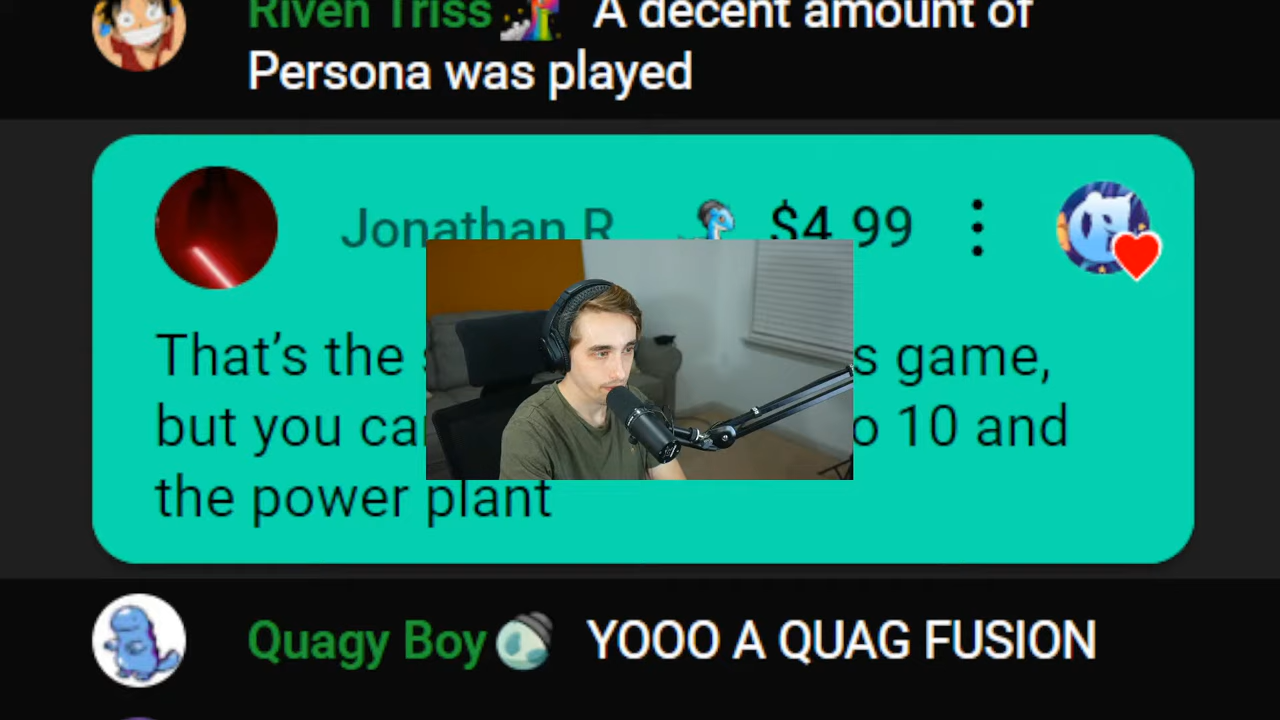 Riven Triss A decent amount of
Persona was played
Jonathan R $4.99
That's the s game,
but you 10 and
the power plant
Quagy Boy YOOO A QUAG FUSION